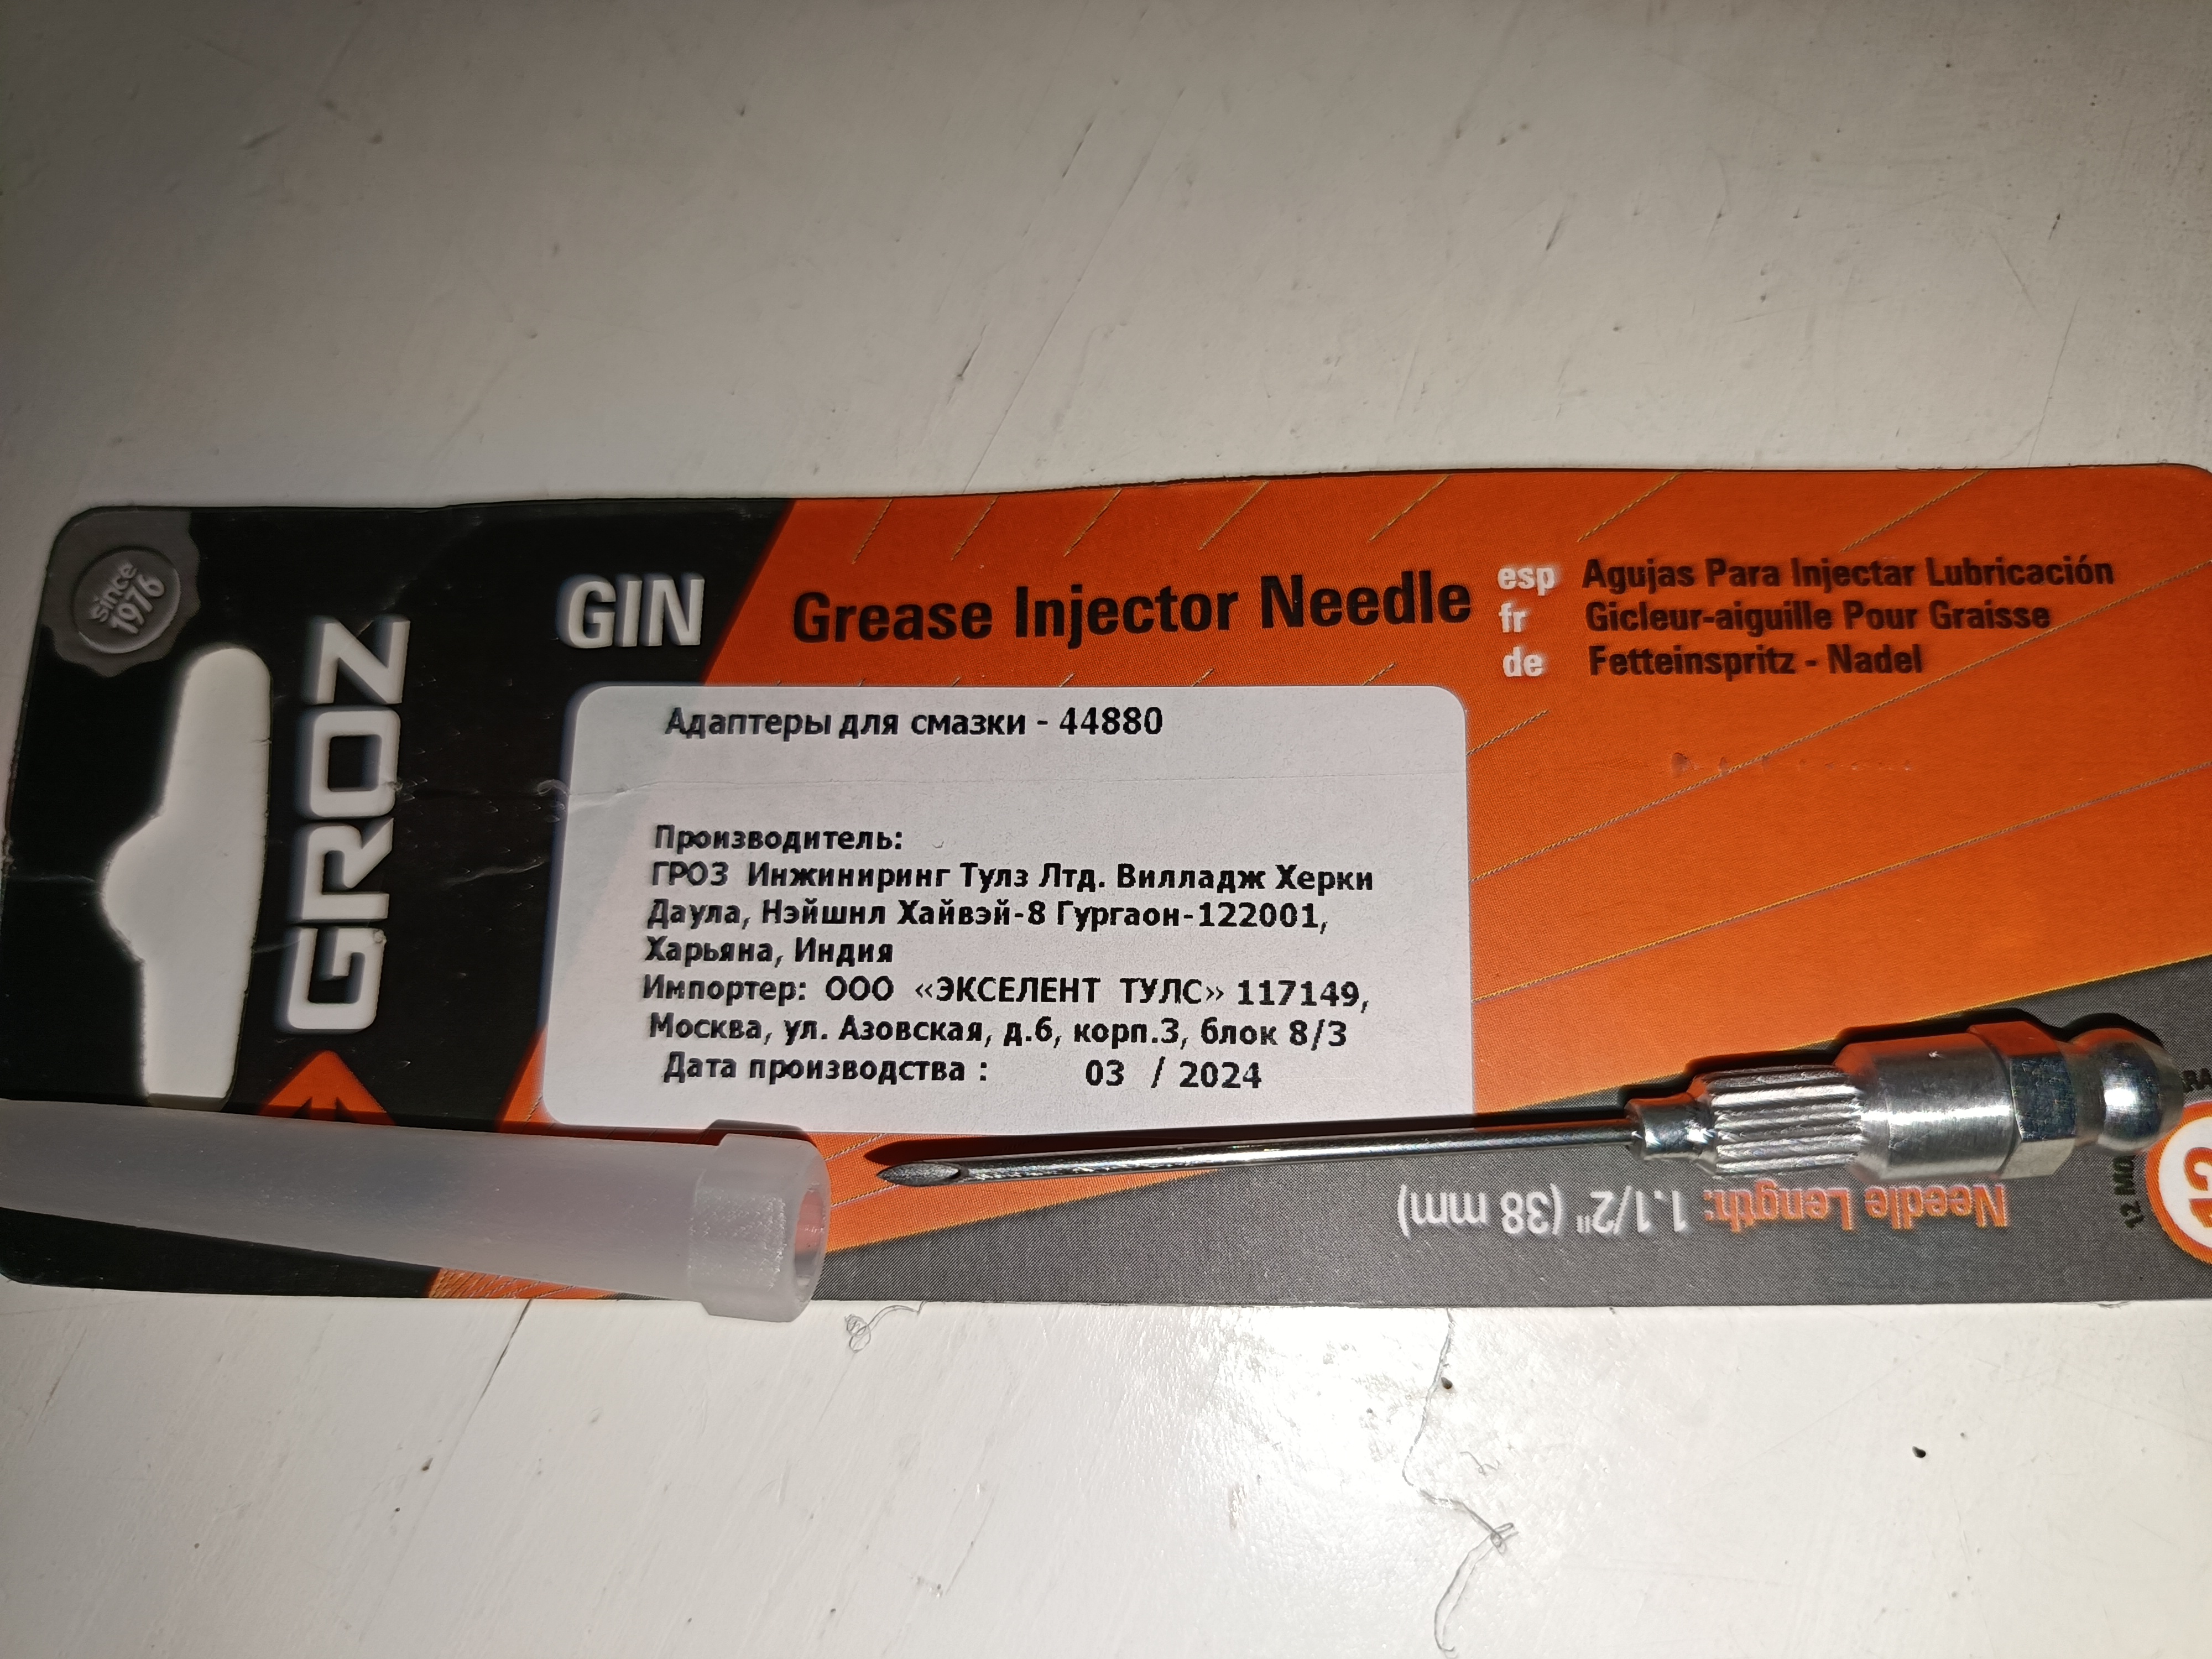 since
1976
GROZ
GIN
Grease Injector Needle
esp Agujas Para Injectar Lubricación
fr Gicleur-aiguille Pour Graisse
de Fetteinspritz - Nadel
Адаптеры для смазки - 44880
Производитель:
ГРОЗ Инжиниринг Тулз Лтд. Вилладж Херки
Даула, Нэйшнл Хайвэй-8 Гургаон-122001,
Харьяна, Индия
Импортер: ООО «ЭКСЕЛЕНТ ТУЛС» 117149,
Москва, ул. Азовская, д.6, корп.3, блок 8/3
Дата производства : 03 / 2024
Needle Length: 1.1/2" (38 mm)
12